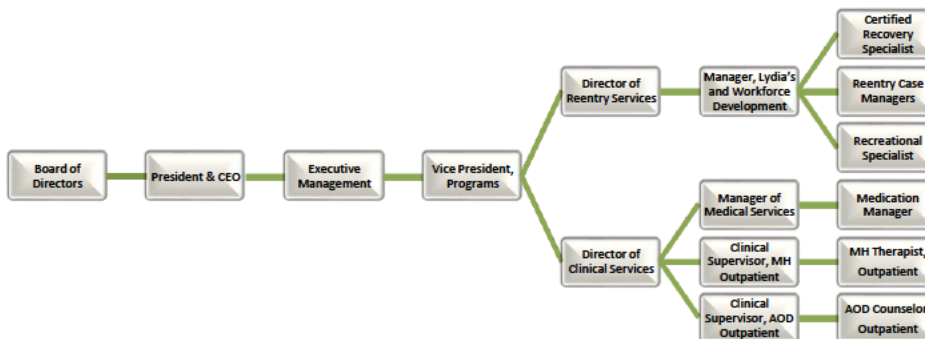 Board of
Directors
President & CEO
Executive
Management
Vice President,
Programs
Director of
Reentry Services
Manager, Lydia's
and Workforce
Development
Certified
Recovery
Specialist
Reentry Case
Managers
Recreational
Specialist
Director of
Clinical Services
Manager of
Medical Services
Medication
Manager
Clinical
Supervisor, MH
Outpatient
MH Therapist,
Outpatient
Clinical
Supervisor, AOD
Outpatient
AOD Counselor
Outpatient